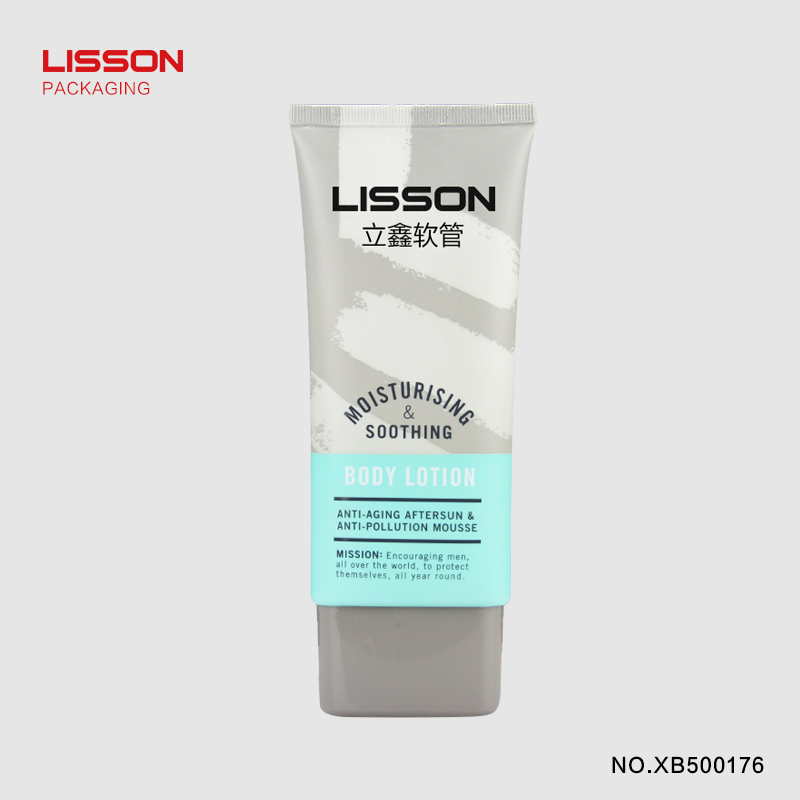 LISSON
PACKAGING
LISSON
立鑫软管
MOISTURISING
&
SOOTHING
BODY LOTION
ANTI-AGING AFTERSUN &
ANTI-POLLUTION MOUSSE
MISSION: Encouraging men,
all over the world, to protect
themselves, all year round.
NO.XB500176